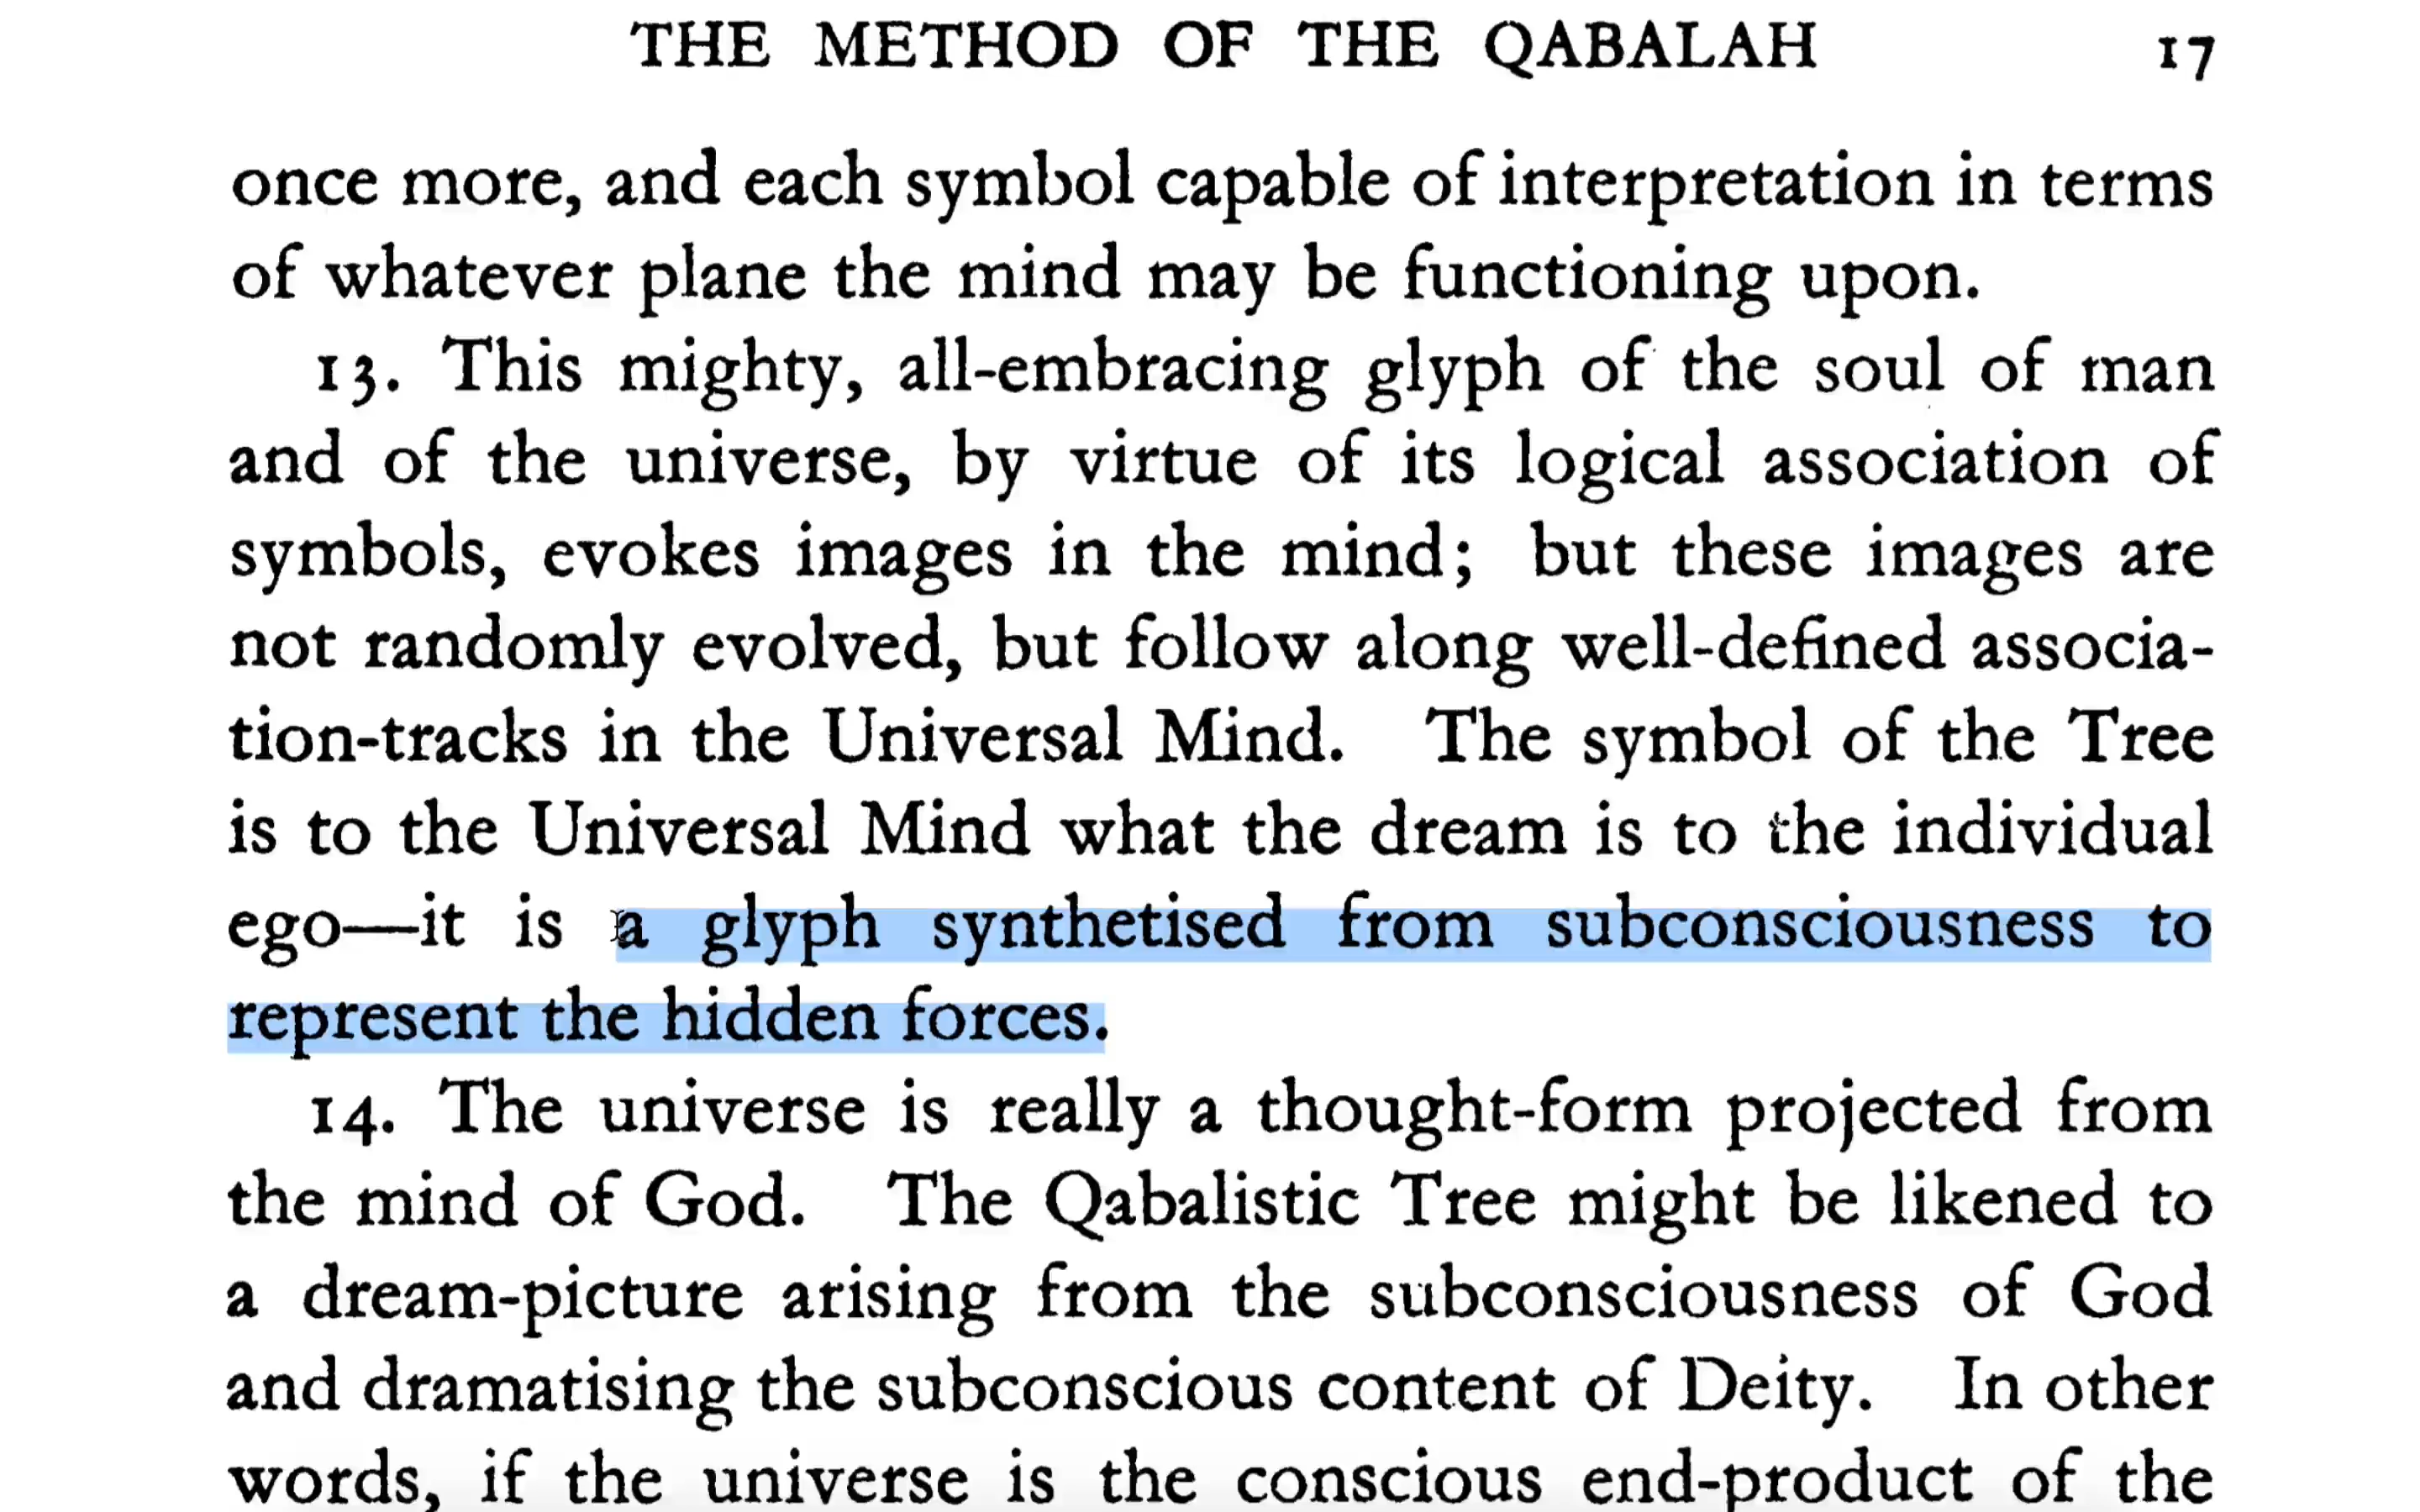 THE METHOD OF THE QABALAH 17
once more, and each symbol capable of interpretation in terms
of whatever plane the mind may be functioning upon.
13. This mighty, all-embracing glyph of the soul of man
and of the universe, by virtue of its logical association of
symbols, evokes images in the mind; but these images are
not randomly evolved, but follow along well-defined associa-
tion-tracks in the Universal Mind. The symbol of the Tree
is to the Universal Mind what the dream is to the individual
ego—it is a glyph synthetised from subconsciousness to
represent the hidden forces.
14. The universe is really a thought-form projected from
the mind of God. The Qabalistic Tree might be likened to
a dream-picture arising from the subconsciousness of God
and dramatising the subconscious content of Deity. In other
words, if the universe is the conscious end-product of the